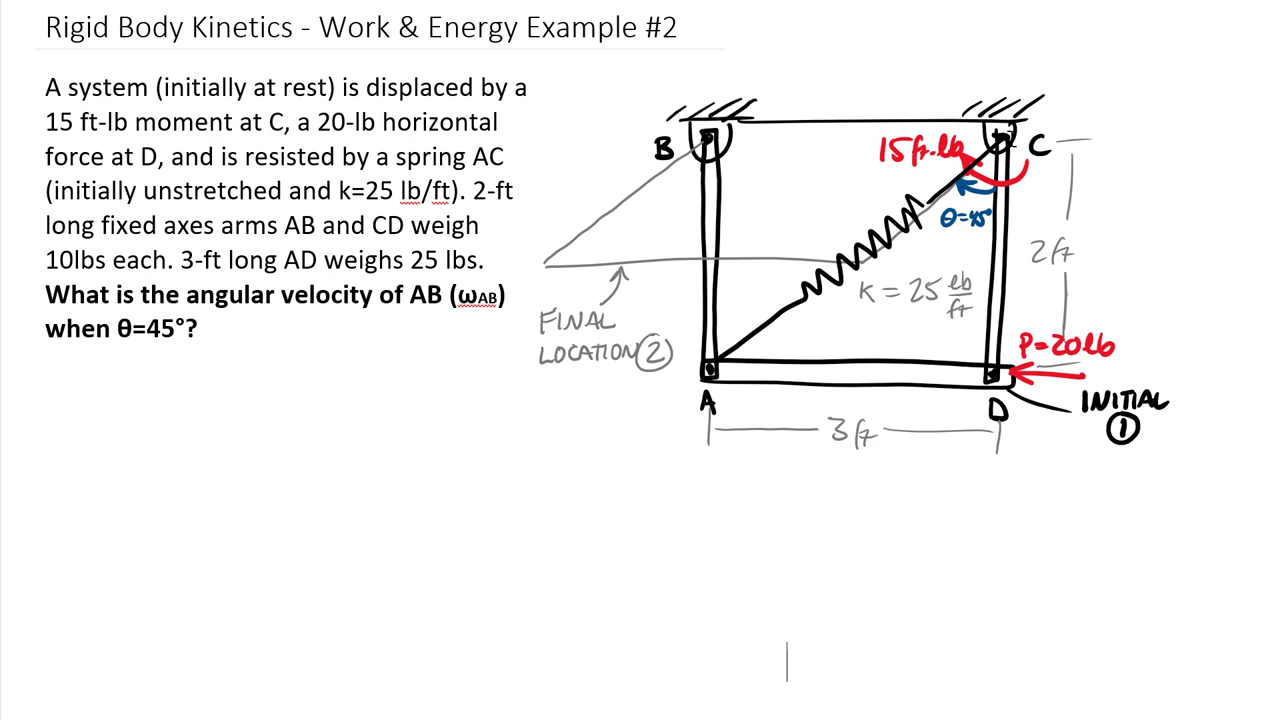 Rigid Body Kinetics - Work & Energy Example #2
A system (initially at rest) is displaced by a
15 ft-lb moment at C, a 20-lb horizontal
force at D, and is resisted by a spring AC
(initially unstretched and k=25 lb/ft). 2-ft
long fixed axes arms AB and CD weigh
10lbs each. 3-ft long AD weighs 25 lbs.
What is the angular velocity of AB (ωAB)
when θ=45°?
B
C
15ft·lb
θ=45°
2ft
K = 25 lb/ft
FINAL
LOCATION 2
P=20lb
A
D
INITIAL
1
3ft